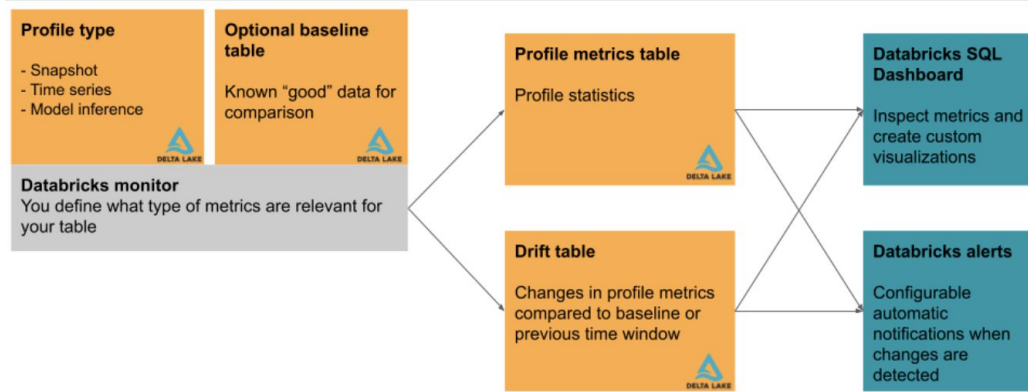 Profile type
- Snapshot
- Time series
- Model inference
DELTA LAKE
Optional baseline
table
Known “good” data for
comparison
DELTA LAKE
Databricks monitor
You define what type of metrics are relevant for
your table
Profile metrics table
Profile statistics
DELTA LAKE
Drift table
Changes in profile metrics
compared to baseline or
previous time window
DELTA LAKE
Databricks SQL
Dashboard
Inspect metrics and
create custom
visualizations
Databricks alerts
Configurable
automatic
notifications when
changes are
detected